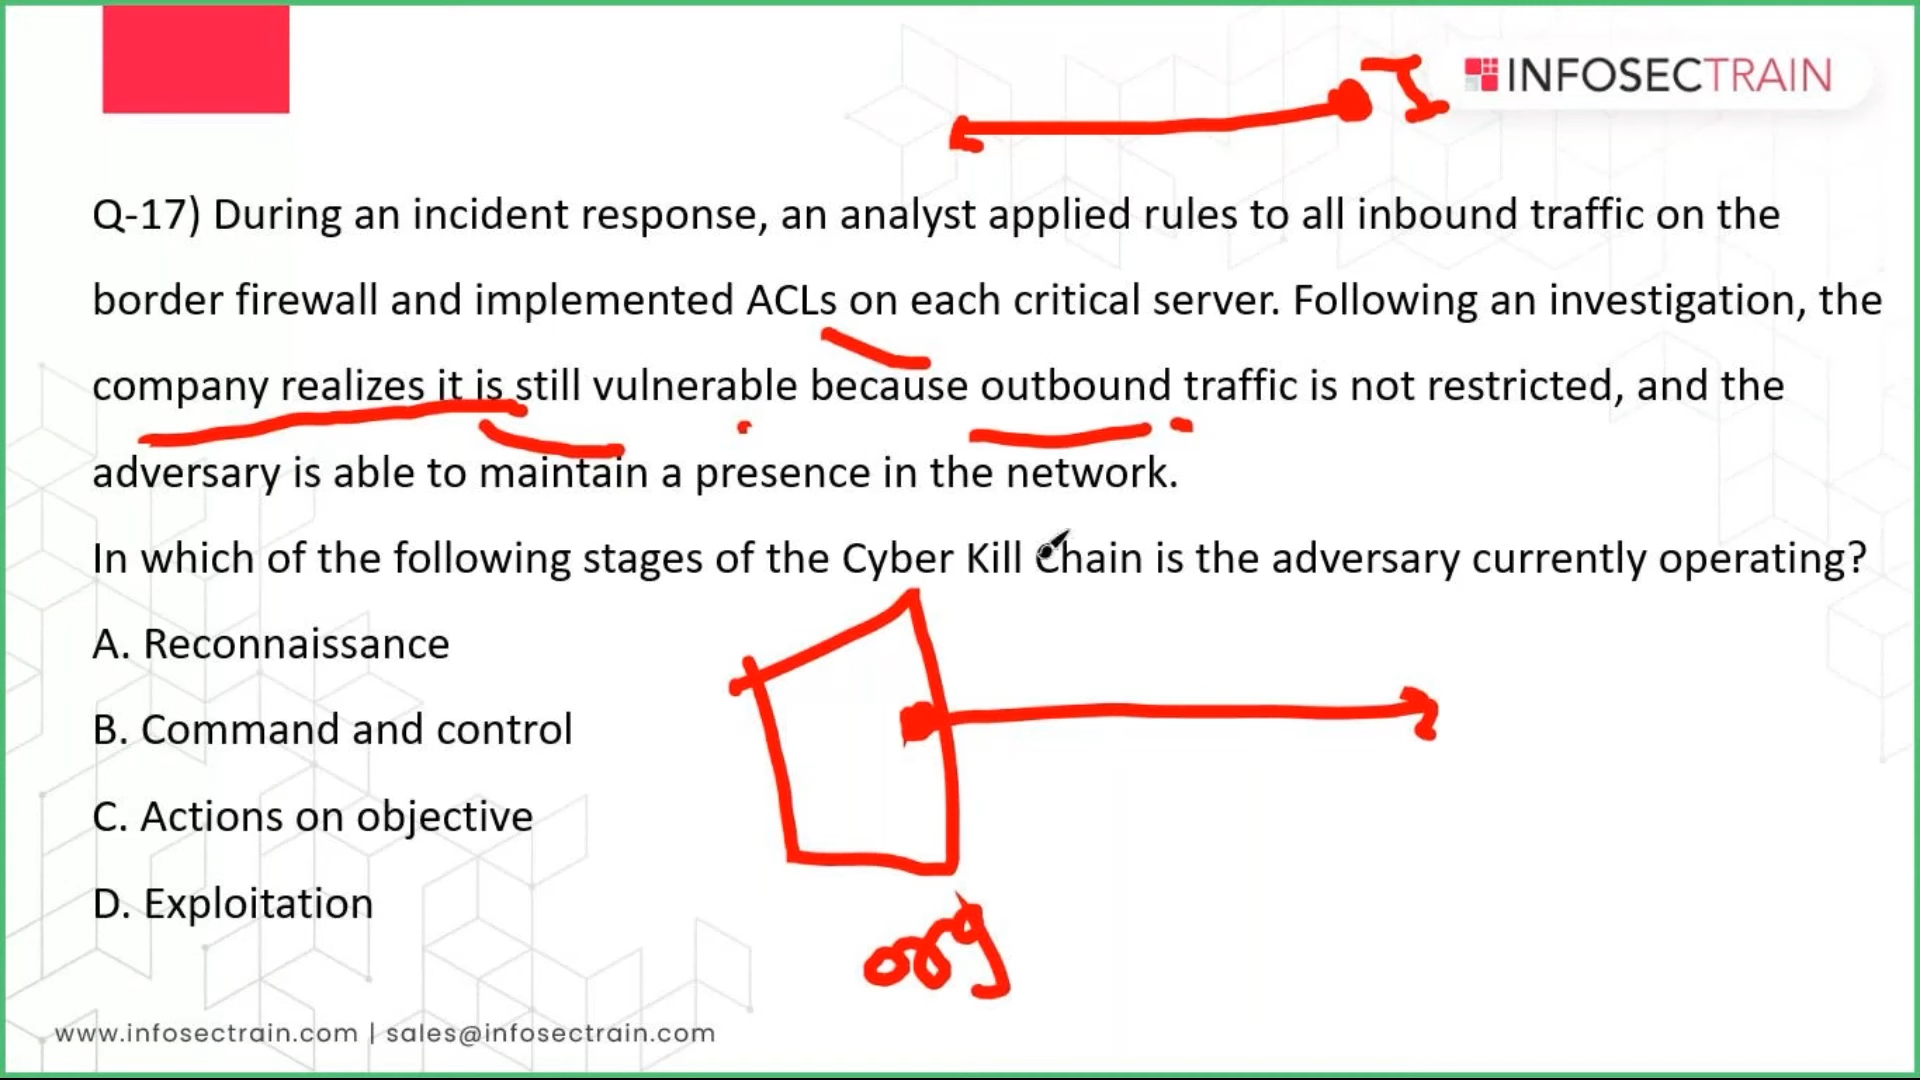 I
INFOSECTRAIN
Q-17) During an incident response, an analyst applied rules to all inbound traffic on the
border firewall and implemented ACLs on each critical server. Following an investigation, the
company realizes it is still vulnerable because outbound traffic is not restricted, and the
adversary is able to maintain a presence in the network.
In which of the following stages of the Cyber Kill Chain is the adversary currently operating?
A. Reconnaissance
B. Command and control
C. Actions on objective
D. Exploitation
org
www.infosectrain.com | sales@infosectrain.com